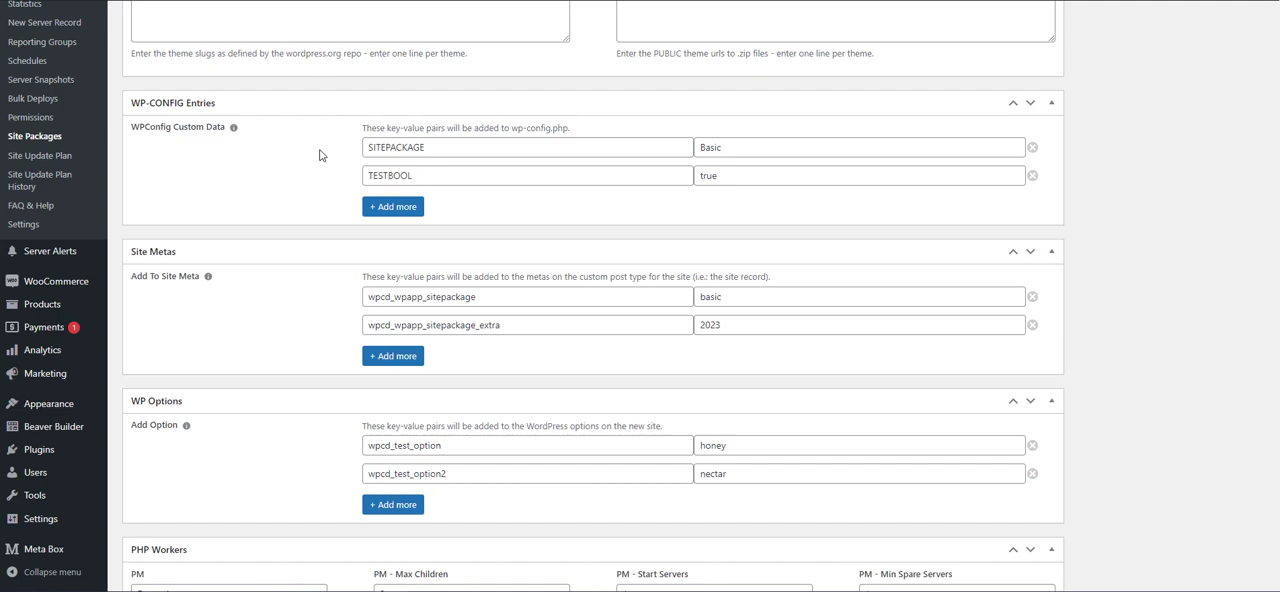 Statistics
New Server Record
Reporting Groups
Schedules
Server Snapshots
Bulk Deploys
Permissions
Site Packages
Site Update Plan
Site Update Plan
History
FAQ & Help
Settings
Server Alerts
WooCommerce
Products
Payments 1
Analytics
Marketing
Appearance
Beaver Builder
Plugins
Users
Tools
Settings
Meta Box
Collapse menu
Enter the theme slugs as defined by the wordpress.org repo - enter one line per theme.
Enter the PUBLIC theme urls to .zip files - enter one line per theme.
WP-CONFIG Entries
WPConfig Custom Data
These key-value pairs will be added to wp-config.php.
SITEPACKAGE Basic
TESTBOOL true
+ Add more
Site Metas
Add To Site Meta
These key-value pairs will be added to the metas on the custom post type for the site (i.e.: the site record).
wpcd_wpapp_sitepackage basic
wpcd_wpapp_sitepackage_extra 2023
+ Add more
WP Options
Add Option
These key-value pairs will be added to the WordPress options on the new site.
wpcd_test_option honey
wpcd_test_option2 nectar
+ Add more
PHP Workers
PM PM - Max Children PM - Start Servers PM - Min Spare Servers